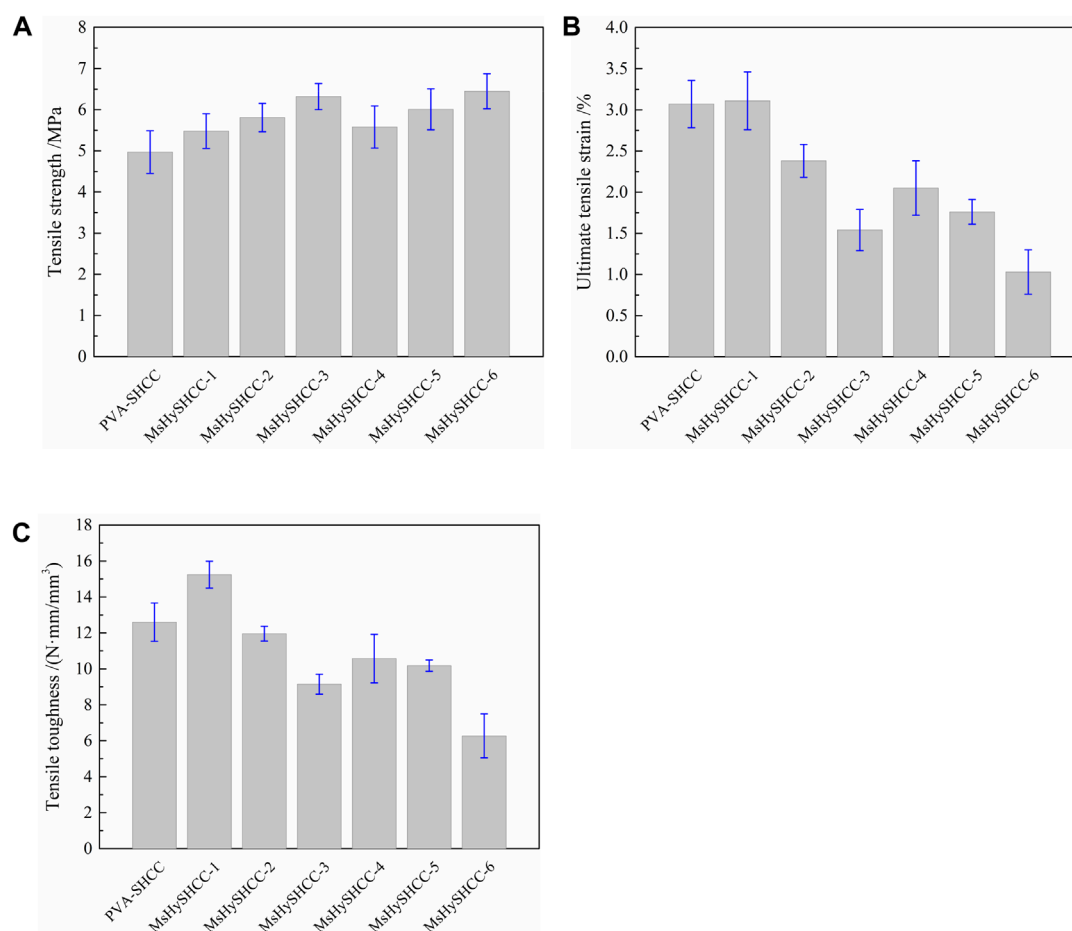 A
Tensile strength /MPa
8
7
6
5
4
3
2
1
0
PVA-SHCC
MsHySHCC-1
MsHySHCC-2
MsHySHCC-3
MsHySHCC-4
MsHySHCC-5
MsHySHCC-6
B
Ultimate tensile strain /%
4.0
3.5
3.0
2.5
2.0
1.5
1.0
0.5
0.0
PVA-SHCC
MsHySHCC-1
MsHySHCC-2
MsHySHCC-3
MsHySHCC-4
MsHySHCC-5
MsHySHCC-6
C
Tensile toughness /(N·mm/mm³)
18
16
14
12
10
8
6
4
2
0
PVA-SHCC
MsHySHCC-1
MsHySHCC-2
MsHySHCC-3
MsHySHCC-4
MsHySHCC-5
MsHySHCC-6